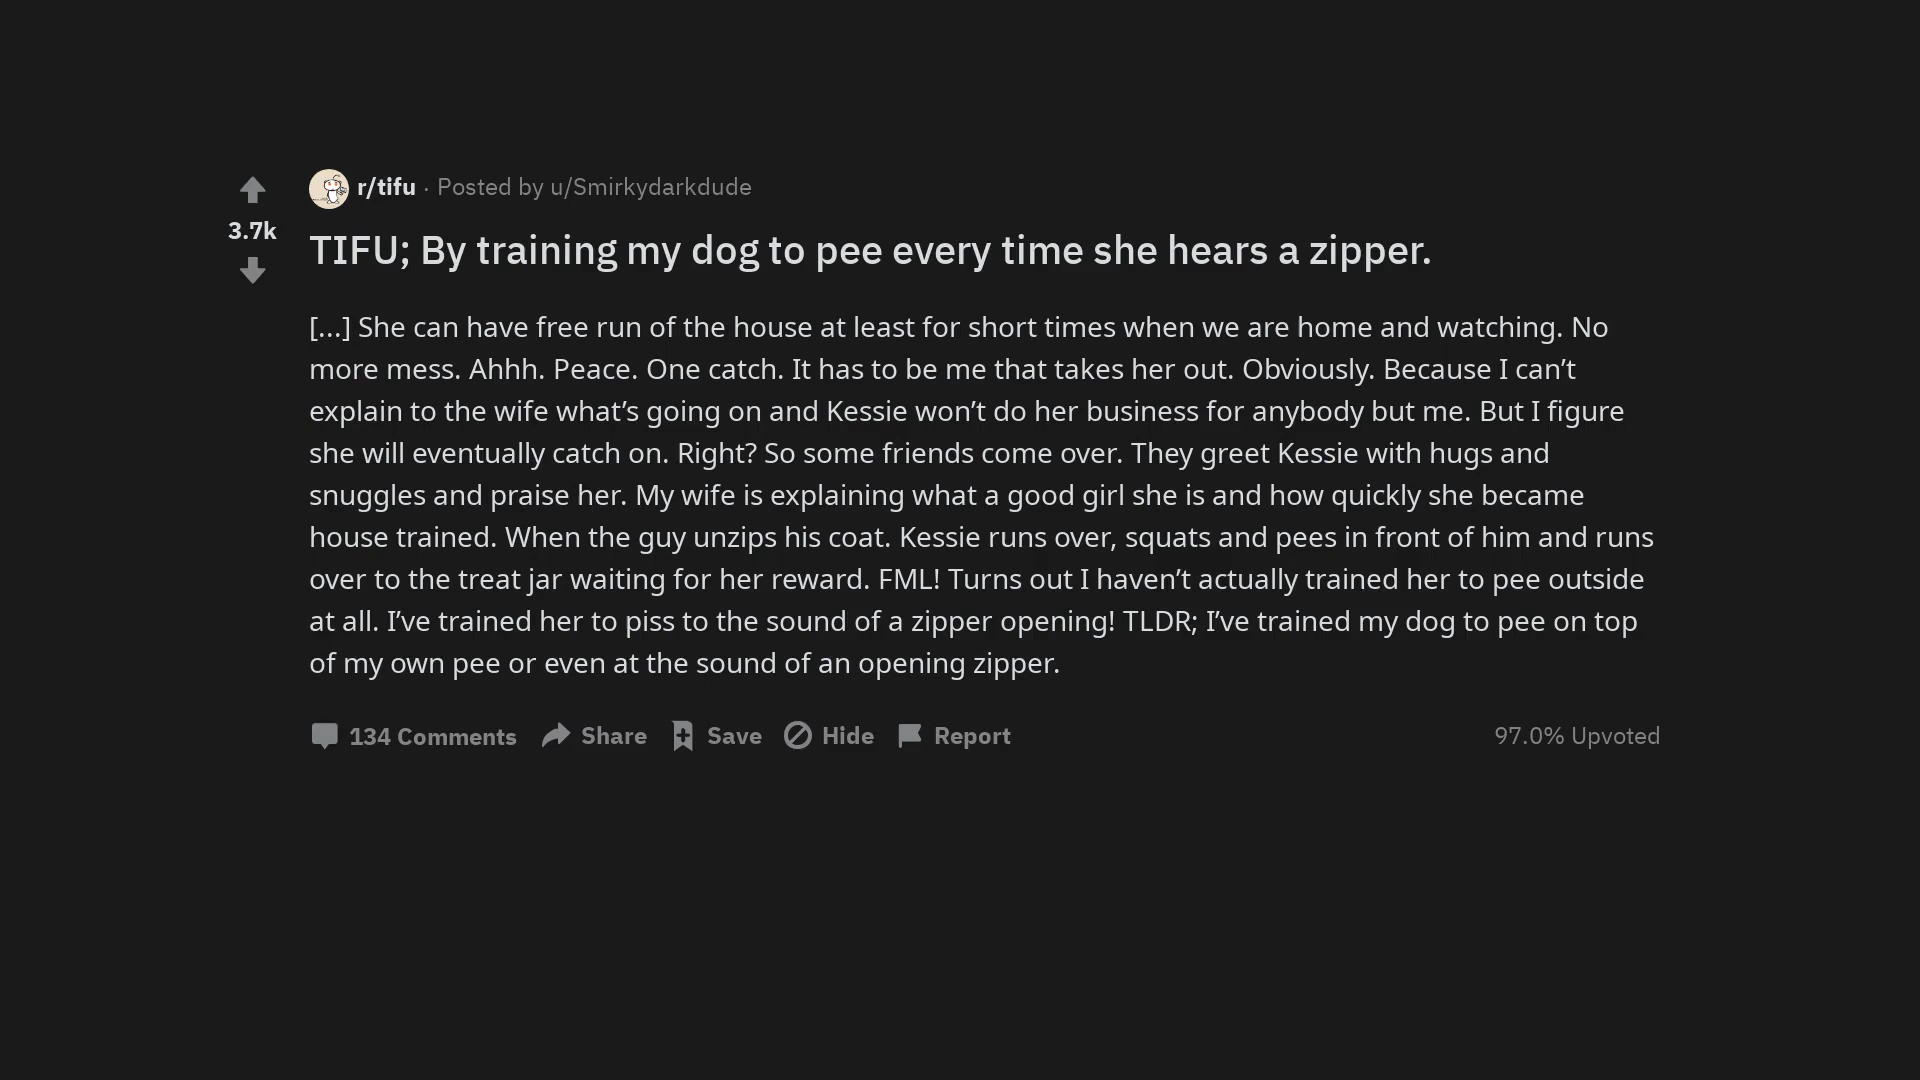 r/tifu · Posted by u/Smirkydarkdude
3.7k
TIFU; By training my dog to pee every time she hears a zipper.
[...] She can have free run of the house at least for short times when we are home and watching. No
more mess. Ahhh. Peace. One catch. It has to be me that takes her out. Obviously. Because I can’t
explain to the wife what’s going on and Kessie won’t do her business for anybody but me. But I figure
she will eventually catch on. Right? So some friends come over. They greet Kessie with hugs and
snuggles and praise her. My wife is explaining what a good girl she is and how quickly she became
house trained. When the guy unzips his coat. Kessie runs over, squats and pees in front of him and runs
over to the treat jar waiting for her reward. FML! Turns out I haven’t actually trained her to pee outside
at all. I’ve trained her to piss to the sound of a zipper opening! TLDR; I’ve trained my dog to pee on top
of my own pee or even at the sound of an opening zipper.
134 Comments Share Save Hide Report 97.0% Upvoted